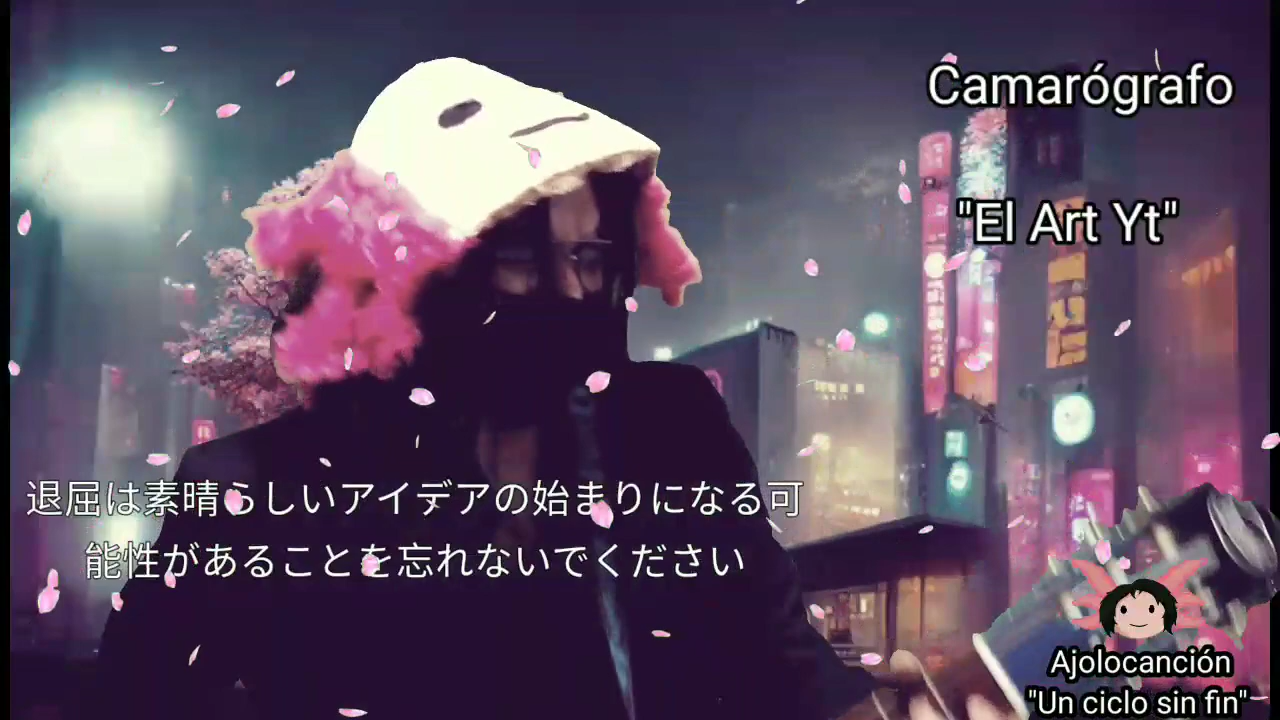 Camarógrafo
"El Art Yt"
退屈は素晴らしいアイデアの始まりになる可
能性があることを忘れないでください
Ajolocanción
"Un ciclo sin fin"